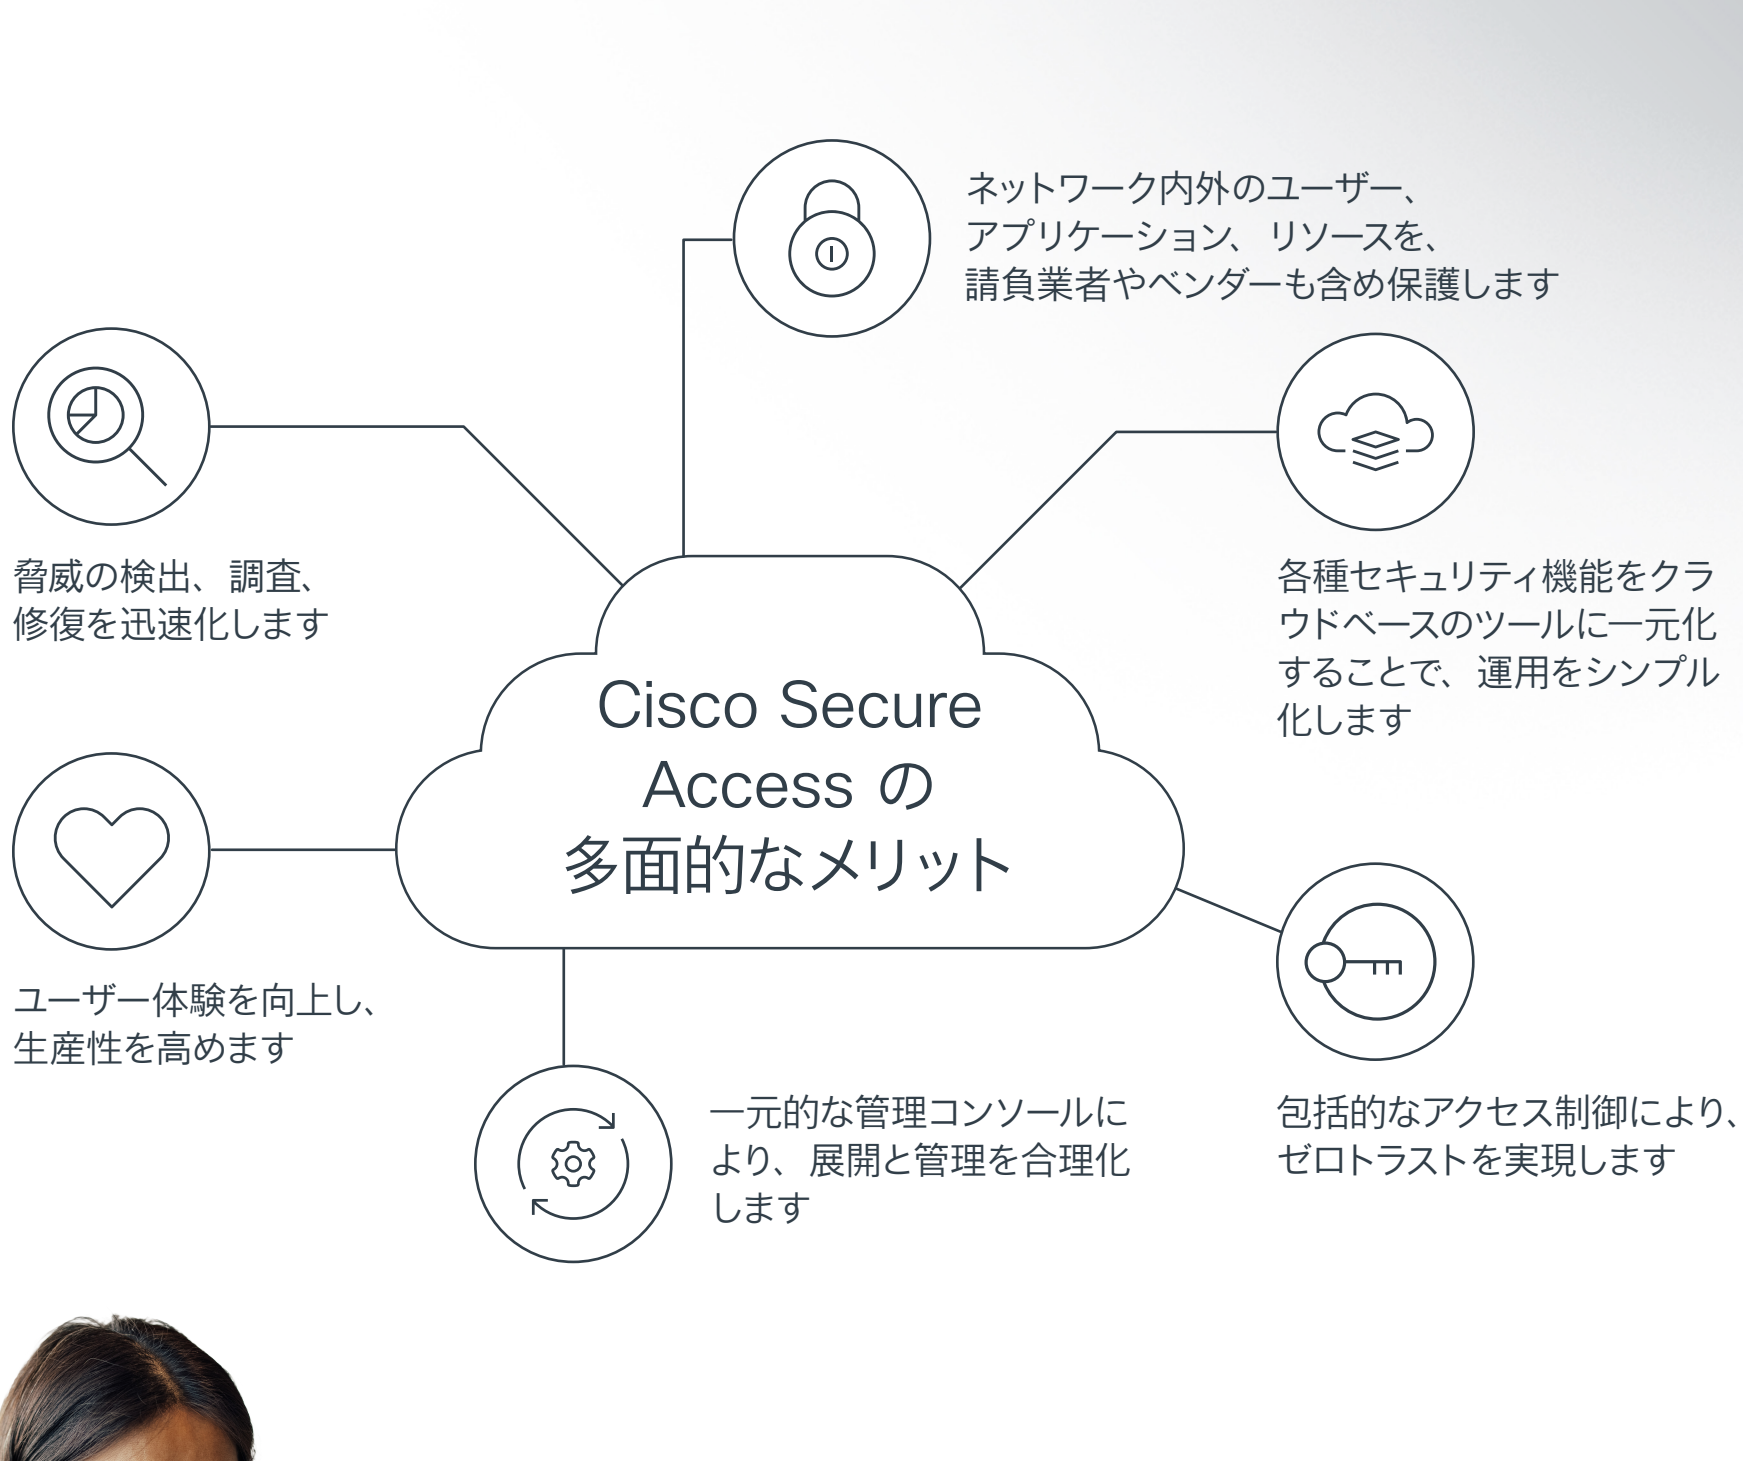 ネットワーク内外のユーザー、
アプリケーション、リソースを、
請負業者やベンダーも含め保護します
脅威の検出、調査、
修復を迅速化します
各種セキュリティ機能をクラ
ウドベースのツールに一元化
することで、運用をシンプル
化します
Cisco Secure
Access の
多面的なメリット
ユーザー体験を向上し、
生産性を高めます
一元的な管理コンソールに
より、展開と管理を合理化
します
包括的なアクセス制御により、
ゼロトラストを実現します